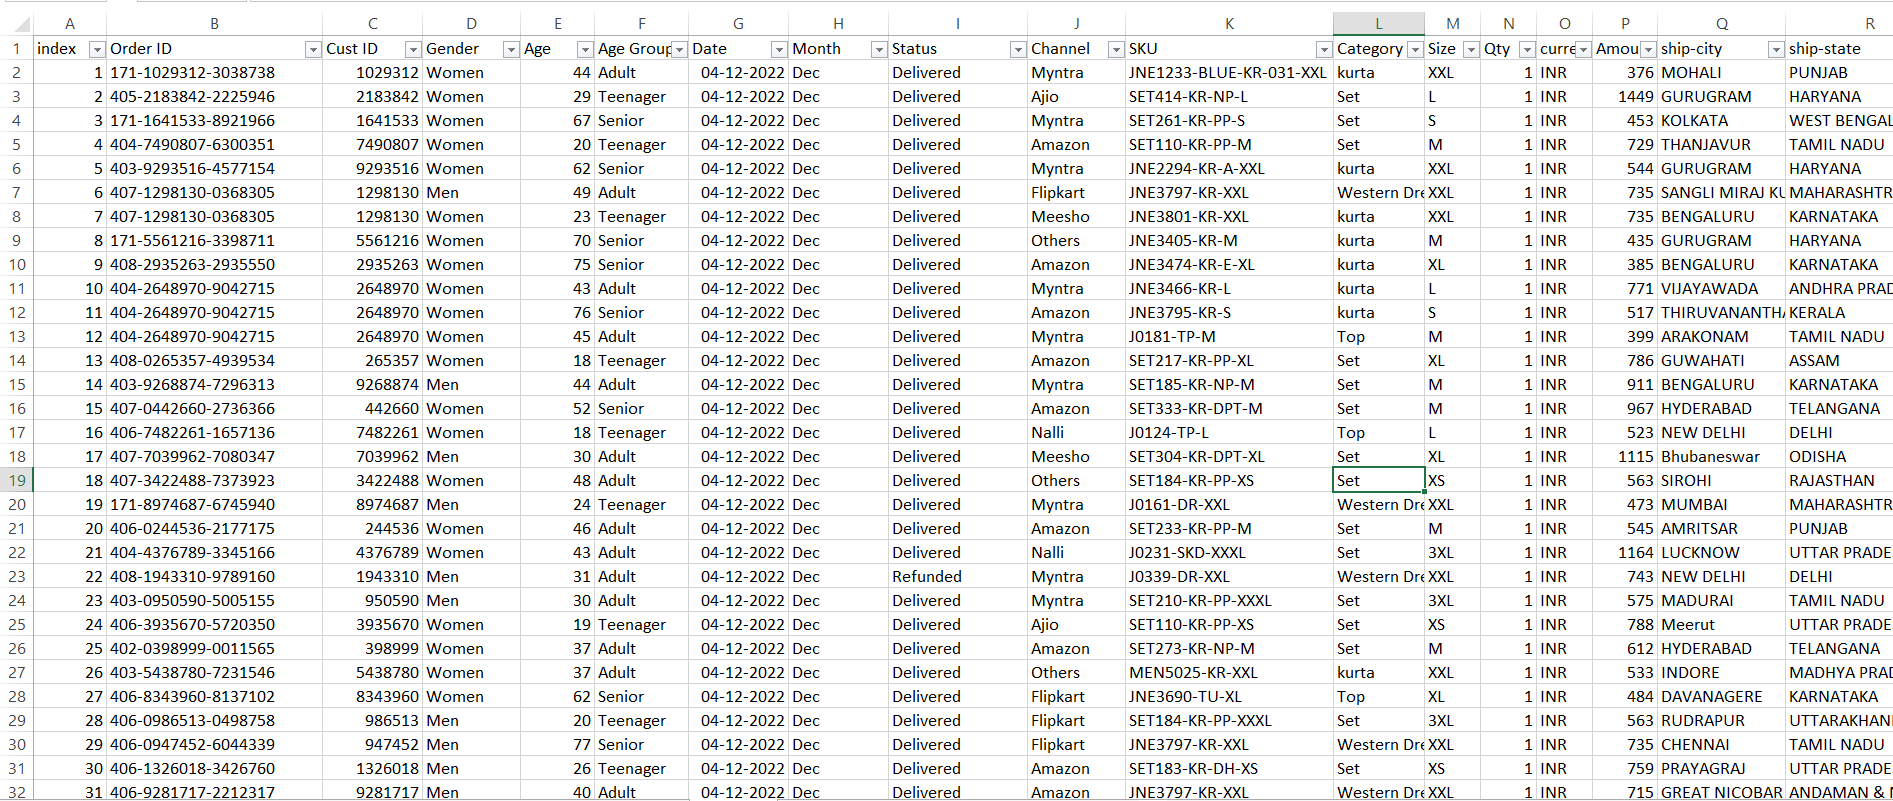 A B C D E F G H I J K L M N O P Q R
1 index Order ID Cust ID Gender Age Age Group Date Month Status Channel SKU Category Size Qty curre Amou ship-city ship-state
2 1 171-1029312-3038738 1029312 Women 44 Adult 04-12-2022 Dec Delivered Myntra JNE1233-BLUE-KR-031-XXL kurta XXL 1 INR 376 MOHALI PUNJAB
3 2 405-2183842-2225946 2183842 Women 29 Teenager 04-12-2022 Dec Delivered Ajio SET414-KR-NP-L Set L 1 INR 1449 GURUGRAM HARYANA
4 3 171-1641533-8921966 1641533 Women 67 Senior 04-12-2022 Dec Delivered Myntra SET261-KR-PP-S Set S 1 INR 453 KOLKATA WEST BENGAL
5 4 404-7490807-6300351 7490807 Women 20 Teenager 04-12-2022 Dec Delivered Amazon SET110-KR-PP-M Set M 1 INR 729 THANJAVUR TAMIL NADU
6 5 403-9293516-4577154 9293516 Women 62 Senior 04-12-2022 Dec Delivered Myntra JNE2294-KR-A-XXL kurta XXL 1 INR 544 GURUGRAM HARYANA
7 6 407-1298130-0368305 1298130 Men 49 Adult 04-12-2022 Dec Delivered Flipkart JNE3797-KR-XXL Western Dre XXL 1 INR 735 SANGLI MIRAJ KU MAHARASHTR
8 7 407-1298130-0368305 1298130 Women 23 Teenager 04-12-2022 Dec Delivered Meesho JNE3801-KR-XXL kurta XXL 1 INR 735 BENGALURU KARNATAKA
9 8 171-5561216-3398711 5561216 Women 70 Senior 04-12-2022 Dec Delivered Others JNE3405-KR-M kurta M 1 INR 435 GURUGRAM HARYANA
10 9 408-2935263-2935550 2935263 Women 75 Senior 04-12-2022 Dec Delivered Amazon JNE3474-KR-E-XL kurta XL 1 INR 385 BENGALURU KARNATAKA
11 10 404-2648970-9042715 2648970 Women 43 Adult 04-12-2022 Dec Delivered Myntra JNE3466-KR-L kurta L 1 INR 771 VIJAYAWADA ANDHRA PRAD
12 11 404-2648970-9042715 2648970 Women 76 Senior 04-12-2022 Dec Delivered Amazon JNE3795-KR-S kurta S 1 INR 517 THIRUVANANTHA KERALA
13 12 404-2648970-9042715 2648970 Women 45 Adult 04-12-2022 Dec Delivered Myntra J0181-TP-M Top M 1 INR 399 ARAKONAM TAMIL NADU
14 13 408-0265357-4939534 265357 Women 18 Teenager 04-12-2022 Dec Delivered Amazon SET217-KR-PP-XL Set XL 1 INR 786 GUWAHATI ASSAM
15 14 403-9268874-7296313 9268874 Men 44 Adult 04-12-2022 Dec Delivered Myntra SET185-KR-NP-M Set M 1 INR 911 BENGALURU KARNATAKA
16 15 407-0442660-2736366 442660 Women 52 Senior 04-12-2022 Dec Delivered Amazon SET333-KR-DPT-M Set M 1 INR 967 HYDERABAD TELANGANA
17 16 406-7482261-1657136 7482261 Women 18 Teenager 04-12-2022 Dec Delivered Nalli J0124-TP-L Top L 1 INR 523 NEW DELHI DELHI
18 17 407-7039962-7080347 7039962 Men 30 Adult 04-12-2022 Dec Delivered Meesho SET304-KR-DPT-XL Set XL 1 INR 1115 Bhubaneswar ODISHA
19 18 407-3422488-7373923 3422488 Women 48 Adult 04-12-2022 Dec Delivered Others SET184-KR-PP-XS Set XS 1 INR 563 SIROHI RAJASTHAN
20 19 171-8974687-6745940 8974687 Men 24 Teenager 04-12-2022 Dec Delivered Myntra J0161-DR-XXL Western Dre XXL 1 INR 473 MUMBAI MAHARASHTR
21 20 406-0244536-2177175 244536 Women 46 Adult 04-12-2022 Dec Delivered Amazon SET233-KR-PP-M Set M 1 INR 545 AMRITSAR PUNJAB
22 21 404-4376789-3345166 4376789 Women 43 Adult 04-12-2022 Dec Delivered Nalli J0231-SKD-XXXL Set 3XL 1 INR 1164 LUCKNOW UTTAR PRADE
23 22 408-1943310-9789160 1943310 Men 31 Adult 04-12-2022 Dec Refunded Myntra J0339-DR-XXL Western Dre XXL 1 INR 743 NEW DELHI DELHI
24 23 403-0950590-5005155 950590 Men 30 Adult 04-12-2022 Dec Delivered Myntra SET210-KR-PP-XXXL Set 3XL 1 INR 575 MADURAI TAMIL NADU
25 24 406-3935670-5720350 3935670 Women 19 Teenager 04-12-2022 Dec Delivered Ajio SET110-KR-PP-XS Set XS 1 INR 788 Meerut UTTAR PRADE
26 25 402-0398999-0011565 398999 Women 37 Adult 04-12-2022 Dec Delivered Amazon SET273-KR-NP-M Set M 1 INR 612 HYDERABAD TELANGANA
27 26 403-5438780-7231546 5438780 Women 37 Adult 04-12-2022 Dec Delivered Others MEN5025-KR-XXL kurta XXL 1 INR 533 INDORE MADHYA PRAD
28 27 406-8343960-8137102 8343960 Women 62 Senior 04-12-2022 Dec Delivered Flipkart JNE3690-TU-XL Top XL 1 INR 484 DAVANAGERE KARNATAKA
29 28 406-0986513-0498758 986513 Men 20 Teenager 04-12-2022 Dec Delivered Flipkart SET184-KR-PP-XXXL Set 3XL 1 INR 563 RUDRAPUR UTTARAKHAN
30 29 406-0947452-6044339 947452 Men 77 Senior 04-12-2022 Dec Delivered Flipkart JNE3797-KR-XXL Western Dre XXL 1 INR 735 CHENNAI TAMIL NADU
31 30 406-1326018-3426760 1326018 Men 26 Teenager 04-12-2022 Dec Delivered Amazon SET183-KR-DH-XS Set XS 1 INR 759 PRAYAGRAJ UTTAR PRADE
32 31 406-9281717-2212317 9281717 Men 40 Adult 04-12-2022 Dec Delivered Amazon JNE3797-KR-XXL Western Dre XXL 1 INR 715 GREAT NICOBAR ANDAMAN &